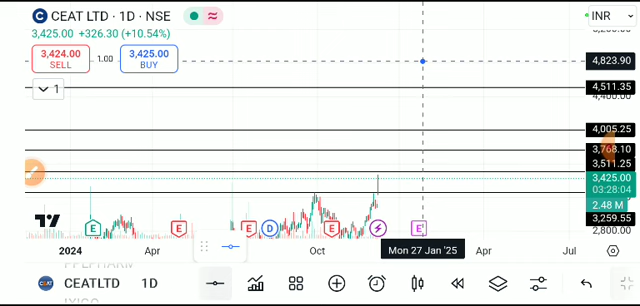 CEAT LTD · 1D · NSE
INR
3,425.00 +326.30 (+10.54%)
3,424.00
SELL
1.00
3,425.00
BUY
1
4,823.90
4,511.35
4,400.00
4,005.25
3,768.10
3,511.25
3,425.00
03:28:04
2.48 M
3,259.55
2,800.00
E
E
E
D
E
E
2024
Apr
Oct
Mon 27 Jan '25
Apr
Jul
CEATLTD 1D